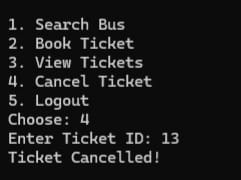 1. Search Bus
2. Book Ticket
3. View Tickets
4. Cancel Ticket
5. Logout
Choose: 4
Enter Ticket ID: 13
Ticket Cancelled!